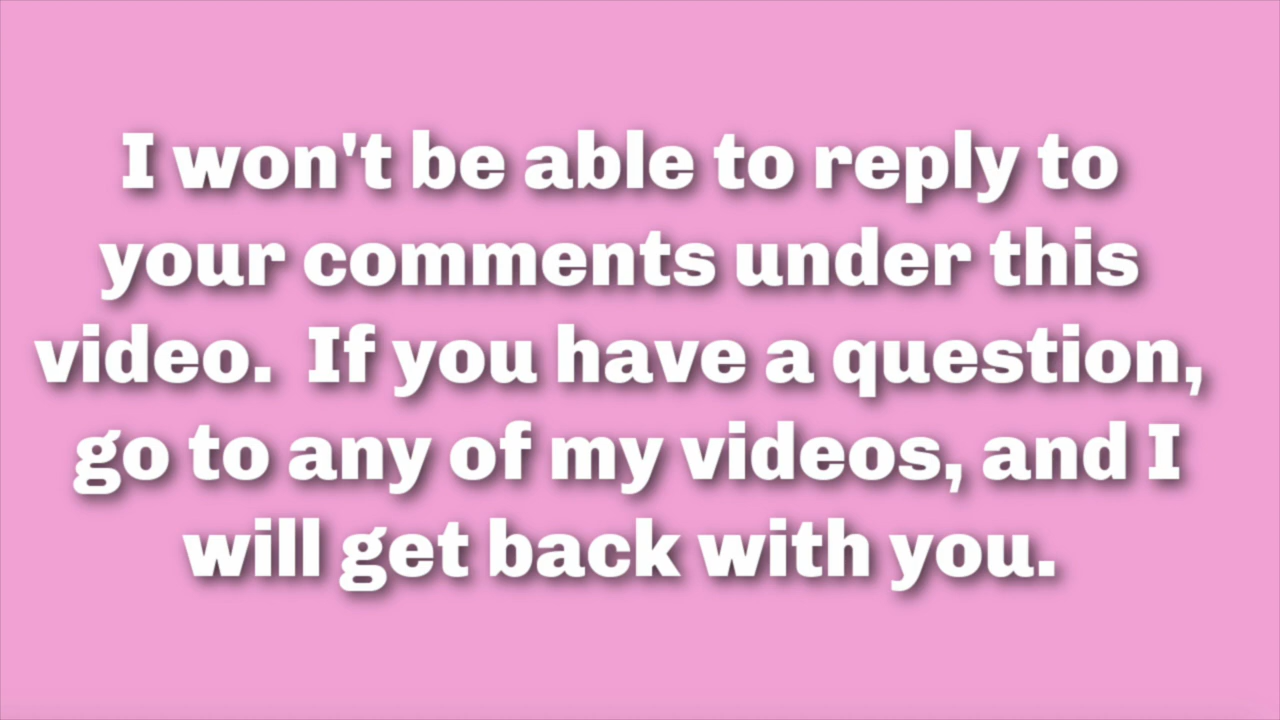 I won't be able to reply to
your comments under this
video.  If you have a question,
go to any of my videos, and I
will get back with you.